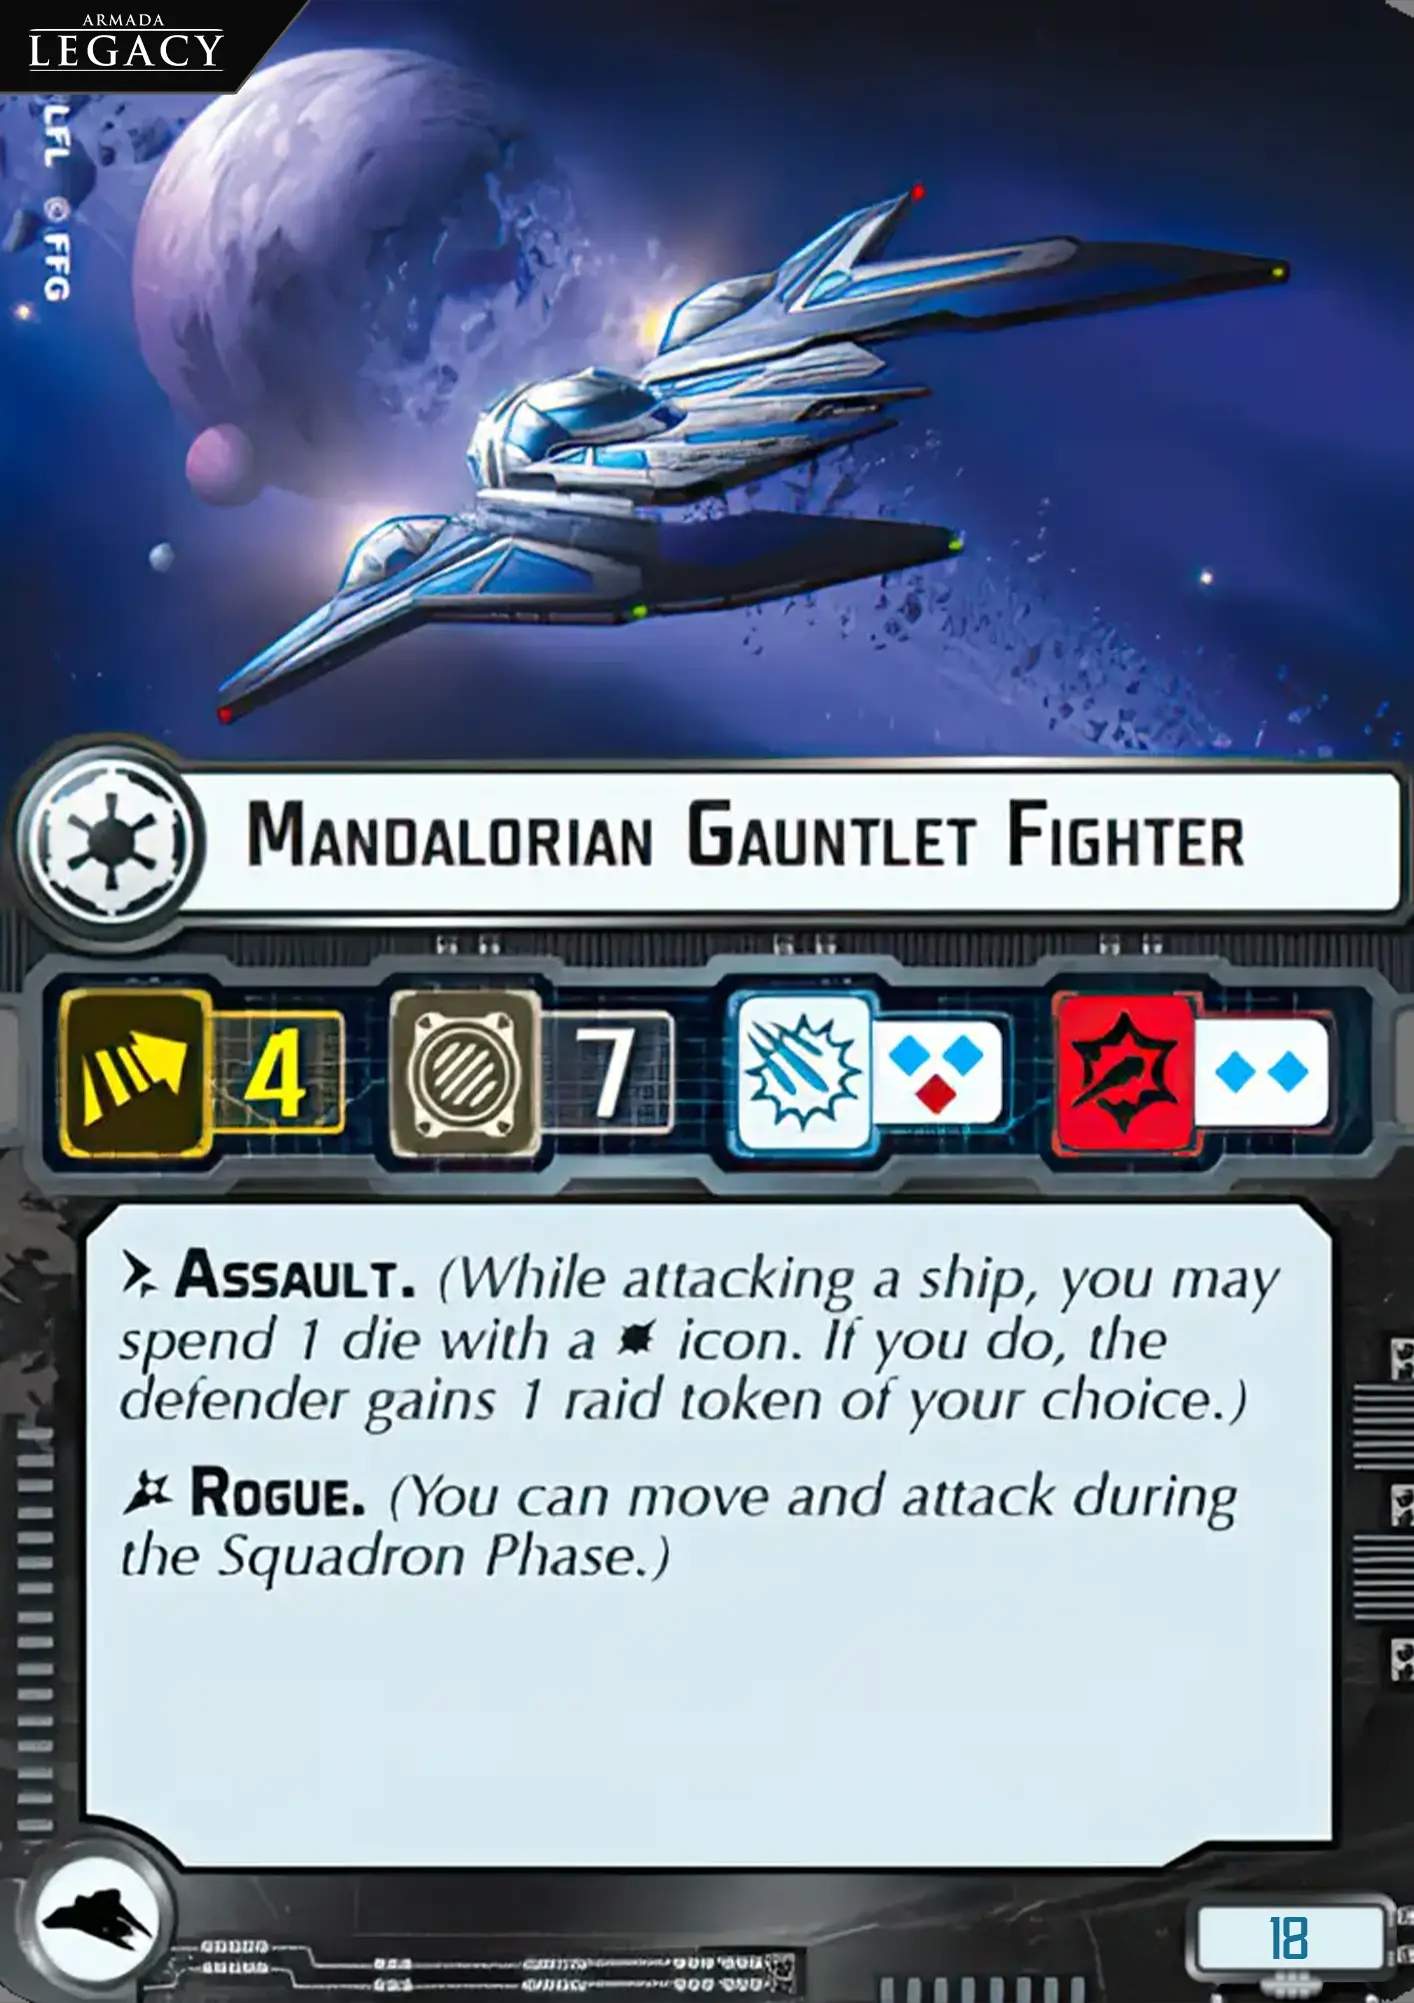 ARMADA
LEGACY
LFL © FFG
MANDALORIAN GAUNTLET FIGHTER
4
7
ASSAULT. (While attacking a ship, you may
spend 1 die with a icon. If you do, the
defender gains 1 raid token of your choice.)
ROGUE. (You can move and attack during
the Squadron Phase.)
18